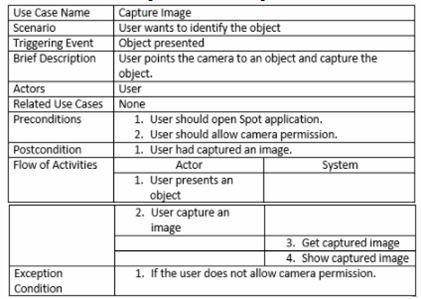 Use Case Name Capture Image
Scenario User wants to identify the object
Triggering Event Object presented
Brief Description User points the camera to an object and capture the
object.
Actors User
Related Use Cases None
Preconditions 1. User should open Spot application.
2. User should allow camera permission.
Postcondition 1. User had captured an image.
Flow of Activities Actor System
1. User presents an
object
2. User capture an
image
3. Get captured image
4. Show captured image
Exception 1. If the user does not allow camera permission.
Condition